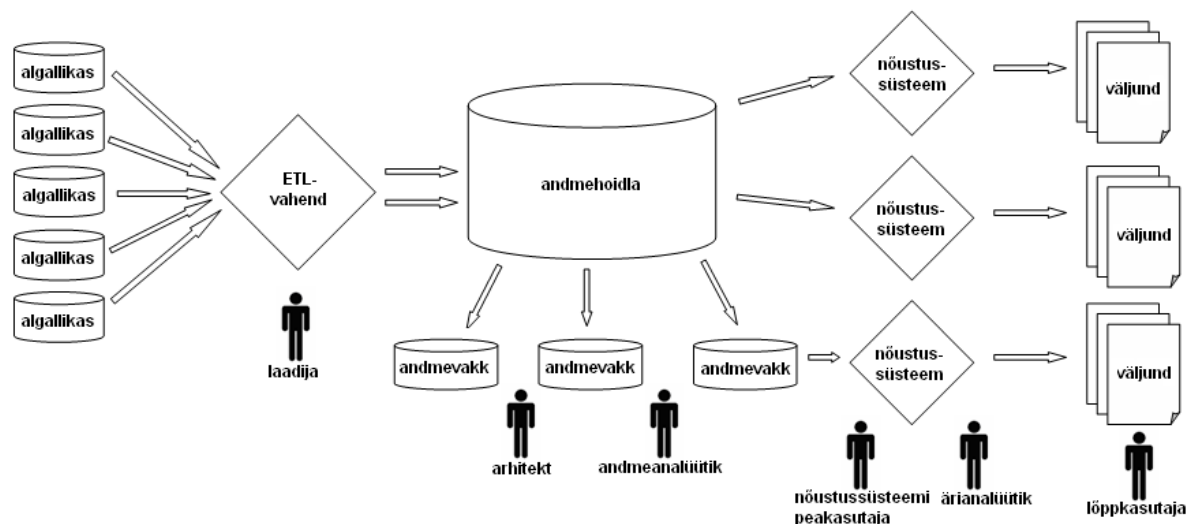 algallikas
algallikas
algallikas
algallikas
algallikas
ETL-
vahend
laadija
andmehoidla
andmevakk
andmevakk
andmevakk
arhitekt
andmeanalüütik
nõustus-
süsteem
väljund
nõustus-
süsteem
väljund
nõustus-
süsteem
väljund
nõustussüsteemi
peakasutaja
ärianalüütik
lõppkasutaja